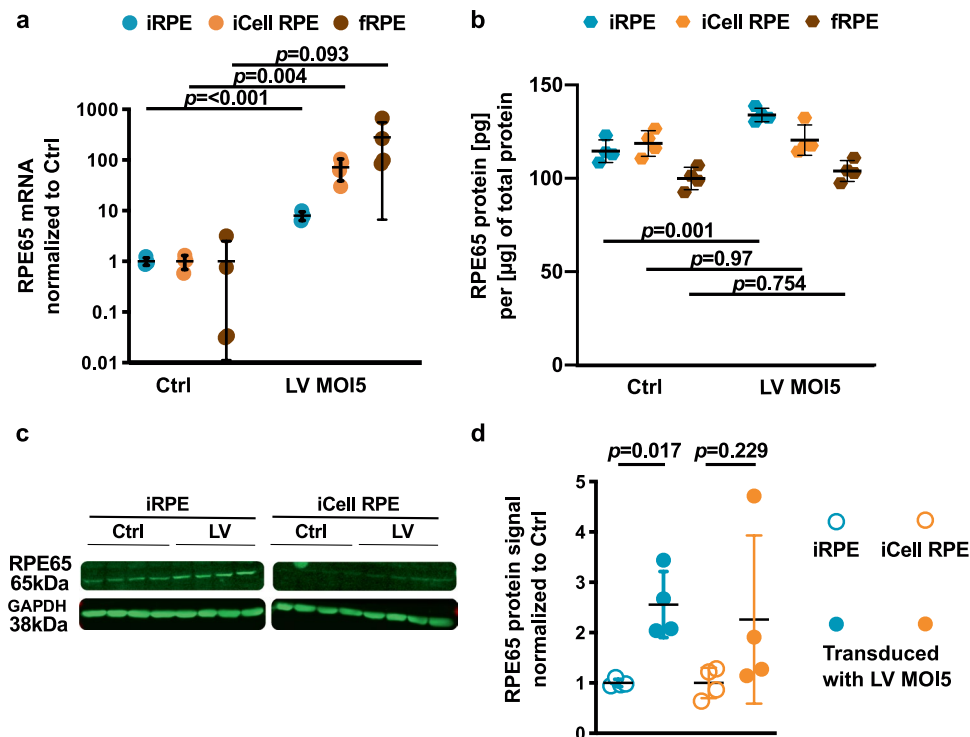 a
iRPE iCell RPE fRPE
p=0.093
p=0.004
p=<0.001
RPE65 mRNA
normalized to Ctrl
1000
100
10
1
0.1
0.01
Ctrl LV MOI5
b
iRPE iCell RPE fRPE
RPE65 protein [pg]
per [µg] of total protein
150
100
50
0
p=0.001
p=0.97
p=0.754
Ctrl LV MOI5
c
iRPE iCell RPE
Ctrl LV Ctrl LV
RPE65
65kDa
GAPDH
38kDa
d
p=0.017 p=0.229
RPE65 protein signal
normalized to Ctrl
5
4
3
2
1
0
iRPE iCell RPE
Transduced
with LV MOI5